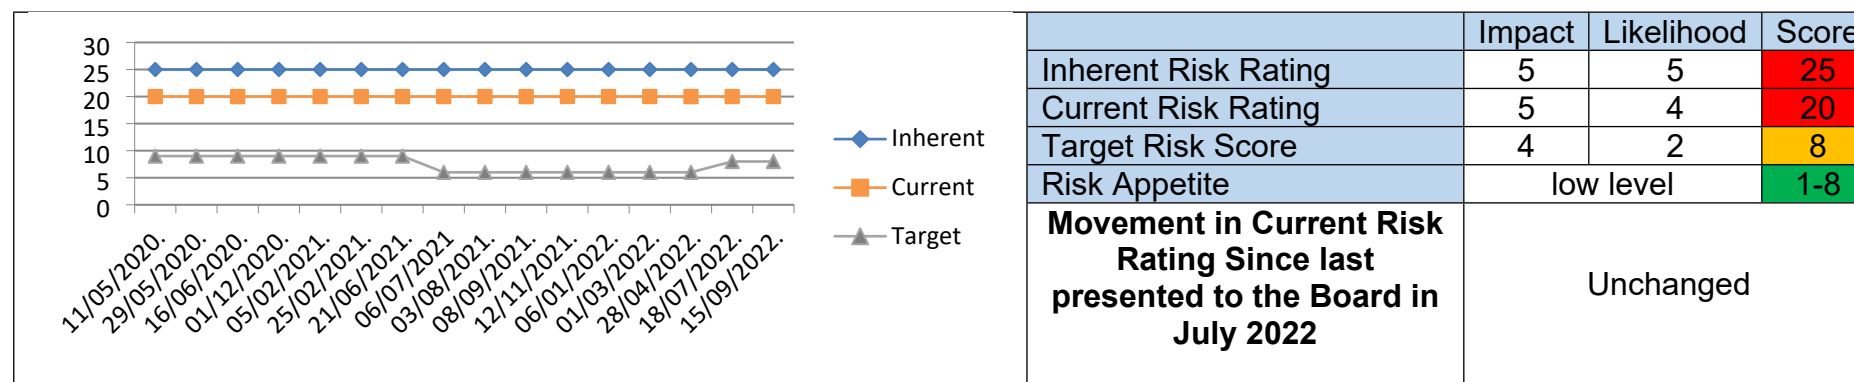 30
25
20
15
10
5
0
11/05/2020.
29/05/2020.
16/06/2020.
01/12/2020.
05/02/2021.
25/02/2021.
21/06/2021.
06/07/2021
03/08/2021.
08/09/2021.
12/11/2021.
06/01/2022.
01/03/2022.
28/04/2022.
18/07/2022.
15/09/2022.
Inherent
Current
Target
Impact Likelihood Score
Inherent Risk Rating 5 5 25
Current Risk Rating 5 4 20
Target Risk Score 4 2 8
Risk Appetite low level 1-8
Movement in Current Risk
Rating Since last
presented to the Board in
July 2022
Unchanged